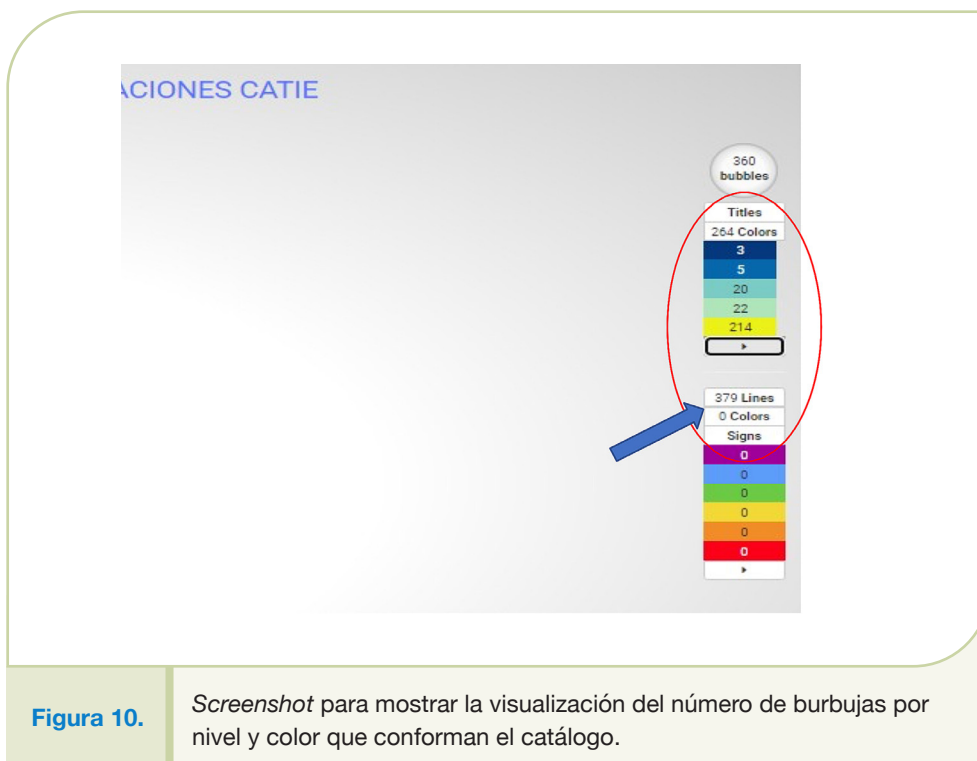 ACIONES CATIE
360
bubbles
Titles
264 Colors
3
5
20
22
214
379 Lines
0 Colors
Signs
0
0
0
0
0
0
Figura 10.
Screenshot para mostrar la visualización del número de burbujas por
nivel y color que conforman el catálogo.